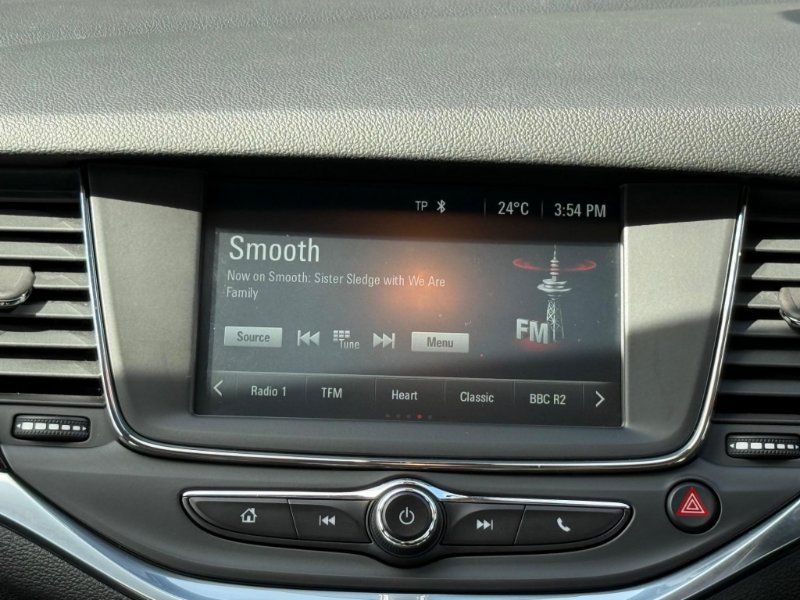 TP 24°C 3:54 PM
Smooth
Now on Smooth: Sister Sledge with We Are
Family
FM
Source Tune Menu
Radio 1 TFM Heart Classic BBC R2